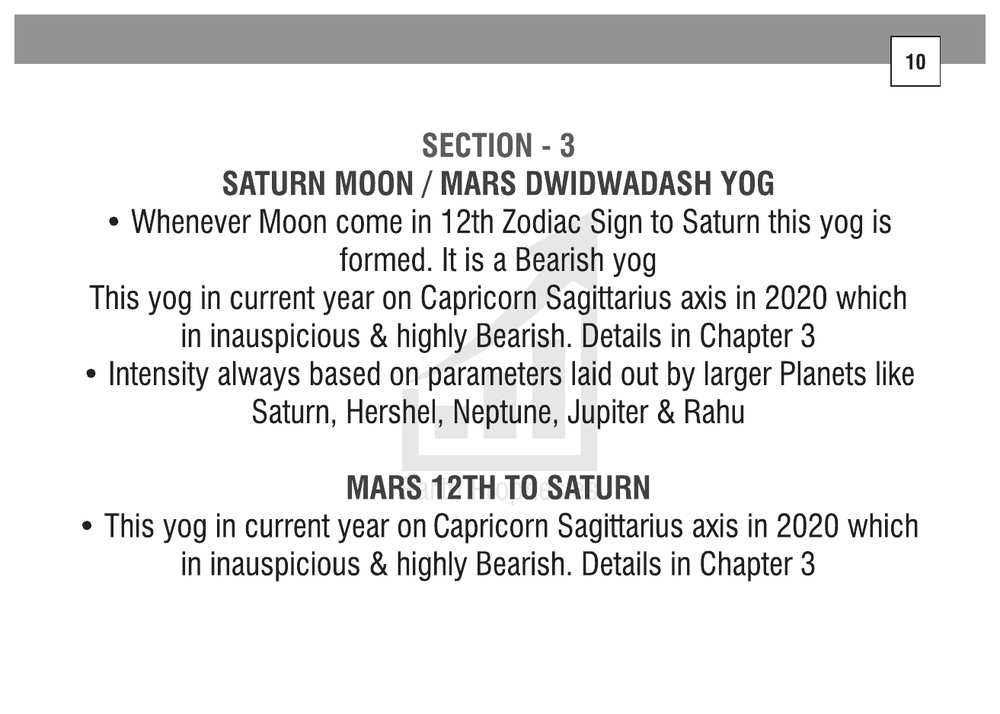 10
SECTION - 3
SATURN MOON / MARS DWIDWADASH YOG
• Whenever Moon come in 12th Zodiac Sign to Saturn this yog is
formed. It is a Bearish yog
This yog in current year on Capricorn Sagittarius axis in 2020 which
in inauspicious & highly Bearish. Details in Chapter 3
• Intensity always based on parameters laid out by larger Planets like
Saturn, Hershel, Neptune, Jupiter & Rahu
MARS 12TH TO SATURN
• This yog in current year on Capricorn Sagittarius axis in 2020 which
in inauspicious & highly Bearish. Details in Chapter 3